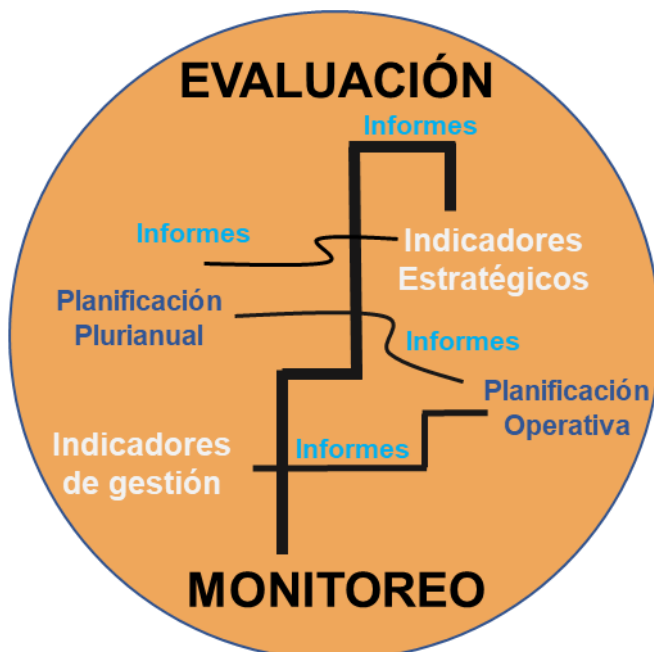 EVALUACIÓN
Informes
Informes
Indicadores
Estratégicos
Planificación
Plurianual
Informes
Planificación
Operativa
Indicadores
de gestión
Informes
MONITOREO